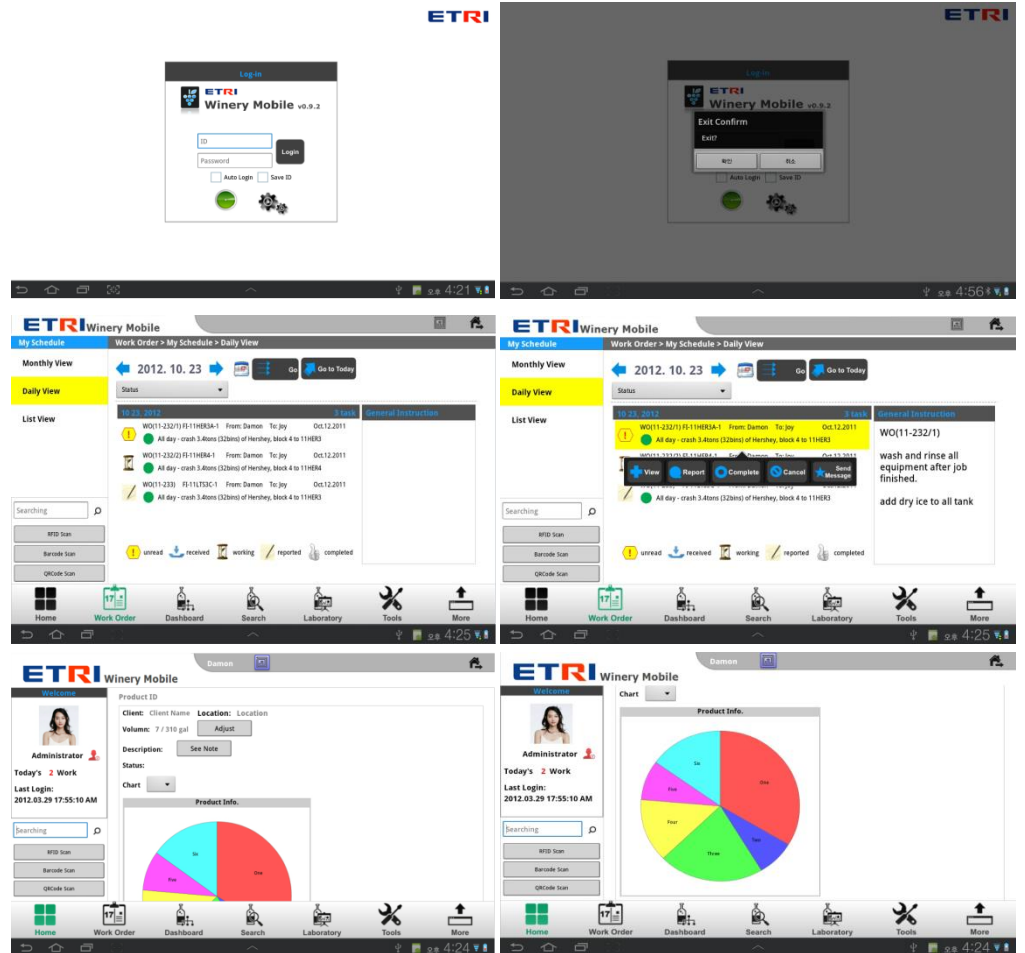 ETRI
Log-in
ETRI
Winery Mobile v0.9.2
ID
Password
Login
Auto Login Save ID
오후 4:21
ETRI
Log-in
ETRI
Winery Mobile v0.9.2
Exit Confirm
Exit?
확인 취소
Auto Login Save ID
오후 4:56
ETRI Winery Mobile
My Schedule
Work Order > My Schedule > Daily View
Monthly View
Daily View
List View
2012. 10. 23
Go
Go to Today
Status
10 23, 2012 3 task
General Instruction
WO(11-232/1) FI-11HER3A-1 From: Damon To: Joy Oct.12.2011
All day - crash 3.4tons (32bins) of Hershey, block 4 to 11HER3
WO(11-232/2) FI-11HER4-1 From: Damon To: Joy Oct.12.2011
All day - crash 3.4tons (32bins) of Hershey, block 4 to 11HER4
WO(11-233) FI-11LTS3C-1 From: Damon To: Joy Oct.12.2011
All day - crash 3.4tons (32bins) of Hershey, block 4 to 11HER3
Searching
RFID Scan
Barcode Scan
QRCode Scan
unread received working reported completed
17
Home Work Order Dashboard Search Laboratory Tools More
오후 4:25
ETRI Winery Mobile
My Schedule
Work Order > My Schedule > Daily View
Monthly View
Daily View
List View
2012. 10. 23
Go
Go to Today
Status
10 23, 2012 3 task
General Instruction
WO(11-232/1) FI-11HER3A-1 From: Damon To: Joy Oct.12.2011
All day - crash 3.4tons (32bins) of Hershey, block 4 to 11HER3
View Report Complete Cancel Send Message
All day - crash 3.4tons (32bins) of Hershey, block 4 to 11HER3
WO(11-232/1)
wash and rinse all
equipment after job
finished.
add dry ice to all tank
Searching
RFID Scan
Barcode Scan
QRCode Scan
unread received working reported completed
17
Home Work Order Dashboard Search Laboratory Tools More
오후 4:25
ETRI Winery Mobile
Damon
Welcome
Administrator
Today's 2 Work
Last Login:
2012.03.29 17:55:10 AM
Searching
RFID Scan
Barcode Scan
QRCode Scan
Product ID
Client: Client Name Location: Location
Volumn: 7 / 310 gal Adjust
Description: See Note
Status:
Chart
Product Info.
Six
One
Five
17
Home Work Order Dashboard Search Laboratory Tools More
오후 4:24
ETRI Winery Mobile
Damon
Welcome
Administrator
Today's 2 Work
Last Login:
2012.03.29 17:55:10 AM
Searching
RFID Scan
Barcode Scan
QRCode Scan
Chart
Product Info.
Six
One
Five
Four
Two
Three
17
Home Work Order Dashboard Search Laboratory Tools More
오후 4:24